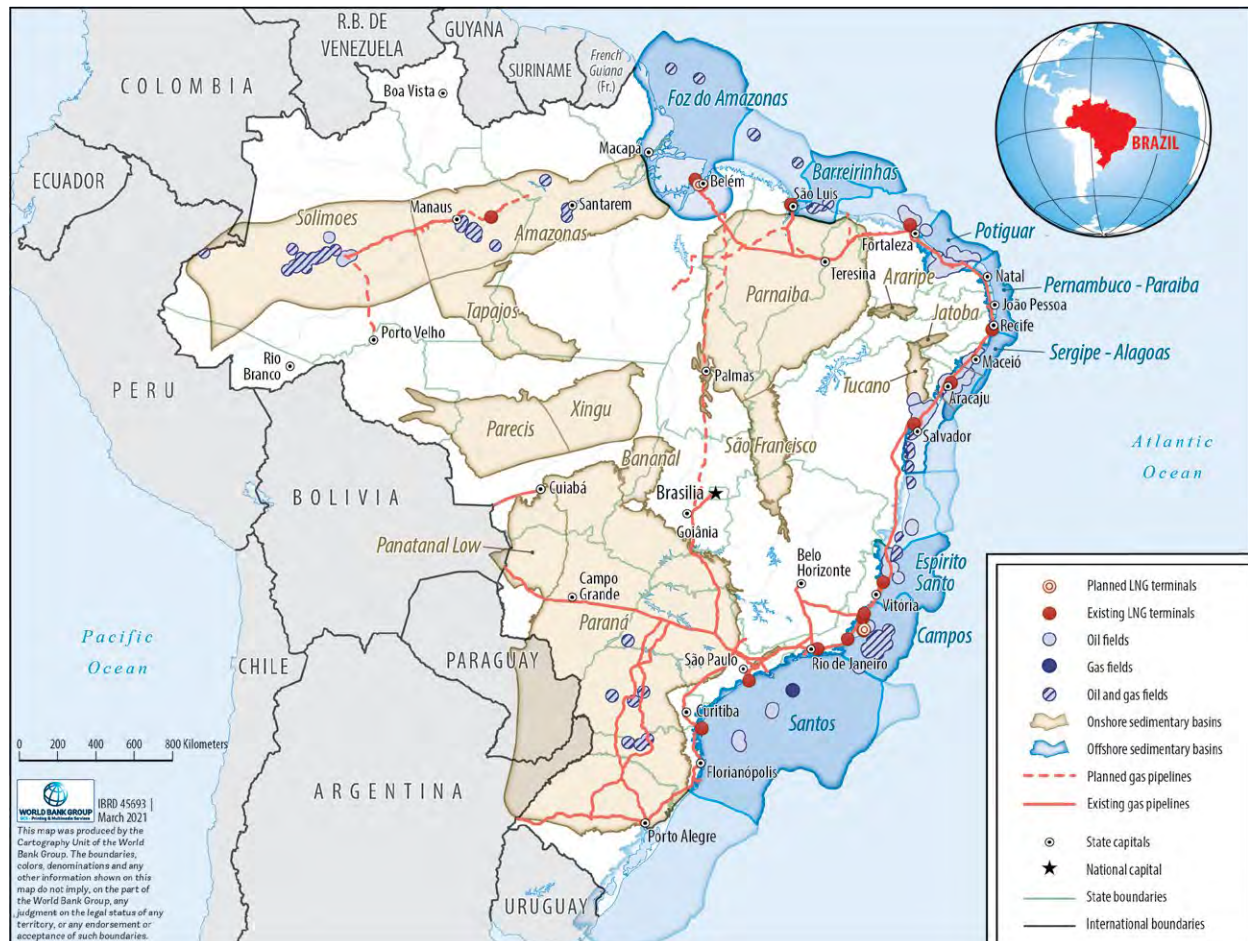 R.B. DE
VENEZUELA
GUYANA
SURINAME
French
Guiana
(Fr.)
COLOMBIA
Boa Vista
Foz do Amazonas
BRAZIL
Macapa
ECUADOR
Belém
Barreirinhas
São Luis
Manaus
Santarem
Solimoes
Amazonas
Fortaleza
Potiguar
Teresina
Araripe
Natal
Parnaiba
Pernambuco - Paraiba
João Pessoa
Tapajos
Jatoba
Recife
Porto Velho
Sergipe - Alagoas
Rio
Branco
Maceió
Palmas
Tucano
Aracaju
PERU
Xingu
Parecis
São Francisco
Salvador
Atlantic
Ocean
Bananal
BOLIVIA
Cuiabá
Brasilia
Goiânia
Panatanal Low
Belo
Horizonte
Espirito
Santo
Campo
Grande
Vitória
Paraná
Campos
Pacific
Ocean
PARAGUAY
CHILE
São Paulo
Rio de Janeiro
Curitiba
Santos
Florianópolis
ARGENTINA
Porto Alegre
URUGUAY
0 200 400 600 800 Kilometers
WORLD BANK GROUP
IBRD 45693 |
March 2021
This map was produced by the
Cartography Unit of the World
Bank Group. The boundaries,
colors, denominations and any
other information shown on this
map do not imply, on the part of
the World Bank Group, any
judgment on the legal status of any
territory, or any endorsement or
acceptance of such boundaries.
Planned LNG terminals
Existing LNG terminals
Oil fields
Gas fields
Oil and gas fields
Onshore sedimentary basins
Offshore sedimentary basins
Planned gas pipelines
Existing gas pipelines
State capitals
National capital
State boundaries
International boundaries